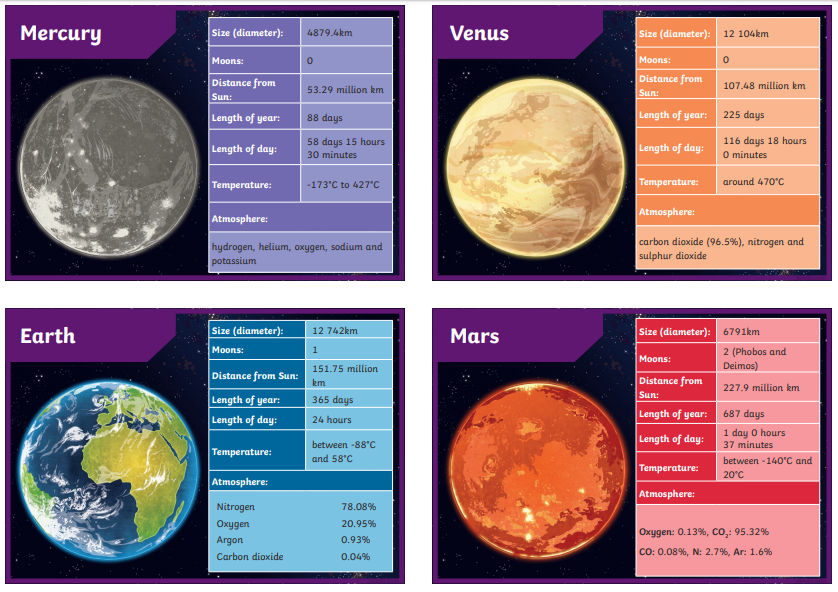 Mercury
Size (diameter): 4879.4km
Moons: 0
Distance from
Sun: 53.29 million km
Length of year: 88 days
Length of day: 58 days 15 hours
30 minutes
Temperature: -173°C to 427°C
Atmosphere:
hydrogen, helium, oxygen, sodium and
potassium
Venus
Size (diameter): 12 104km
Moons: 0
Distance from
Sun: 107.48 million km
Length of year: 225 days
Length of day: 116 days 18 hours
0 minutes
Temperature: around 470°C
Atmosphere:
carbon dioxide (96.5%), nitrogen and
sulphur dioxide
Earth
Size (diameter): 12 742km
Moons: 1
Distance from Sun: 151.75 million
km
Length of year: 365 days
Length of day: 24 hours
Temperature: between -88°C
and 58°C
Atmosphere:
Nitrogen 78.08%
Oxygen 20.95%
Argon 0.93%
Carbon dioxide 0.04%
Mars
Size (diameter): 6791km
Moons: 2 (Phobos and
Deimos)
Distance from
Sun: 227.9 million km
Length of year: 687 days
Length of day: 1 day 0 hours
37 minutes
Temperature: between -140°C and
20°C
Atmosphere:
Oxygen: 0.13%, CO₂: 95.32%
CO: 0.08%, N: 2.7%, Ar: 1.6%